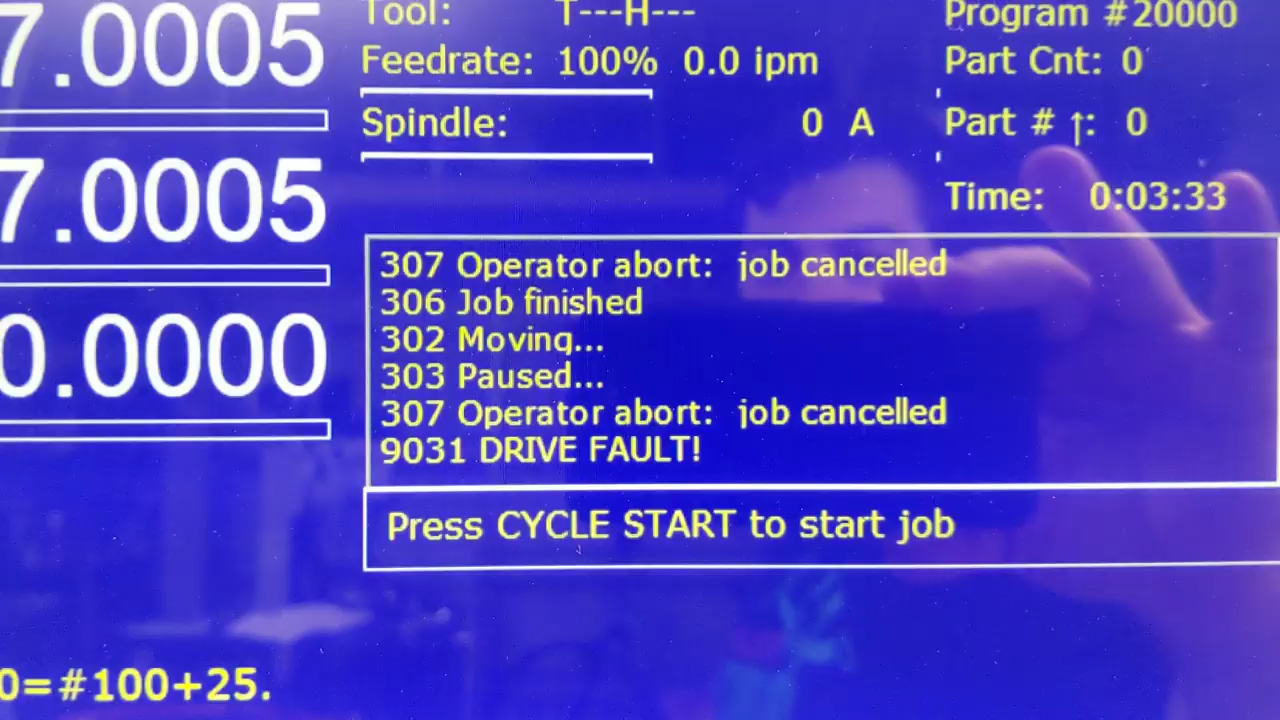 7.0005
Tool: T---H---
Program #20000
Feedrate: 100% 0.0 ipm
Part Cnt: 0
7.0005
Spindle: 0 A
Part # ↑: 0
Time: 0:03:33
0.0000
307 Operator abort: job cancelled
306 Job finished
302 Moving...
303 Paused...
307 Operator abort: job cancelled
9031 DRIVE FAULT!
Press CYCLE START to start job
0=#100+25.